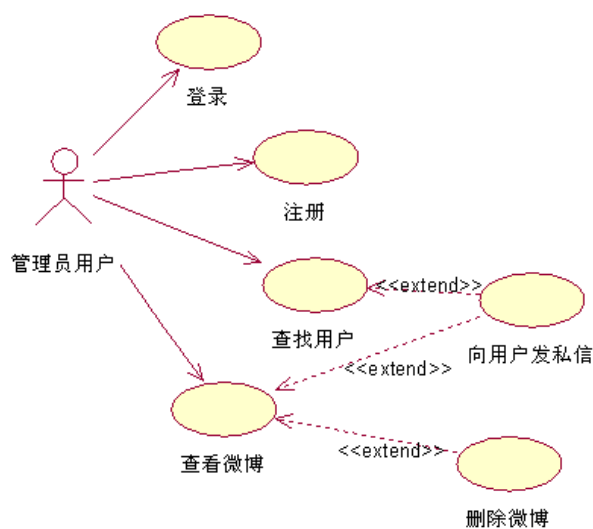 登录
注册
管理员用户
<<extend>>
查找用户
向用户发私信
<<extend>>
查看微博
<<extend>>
删除微博